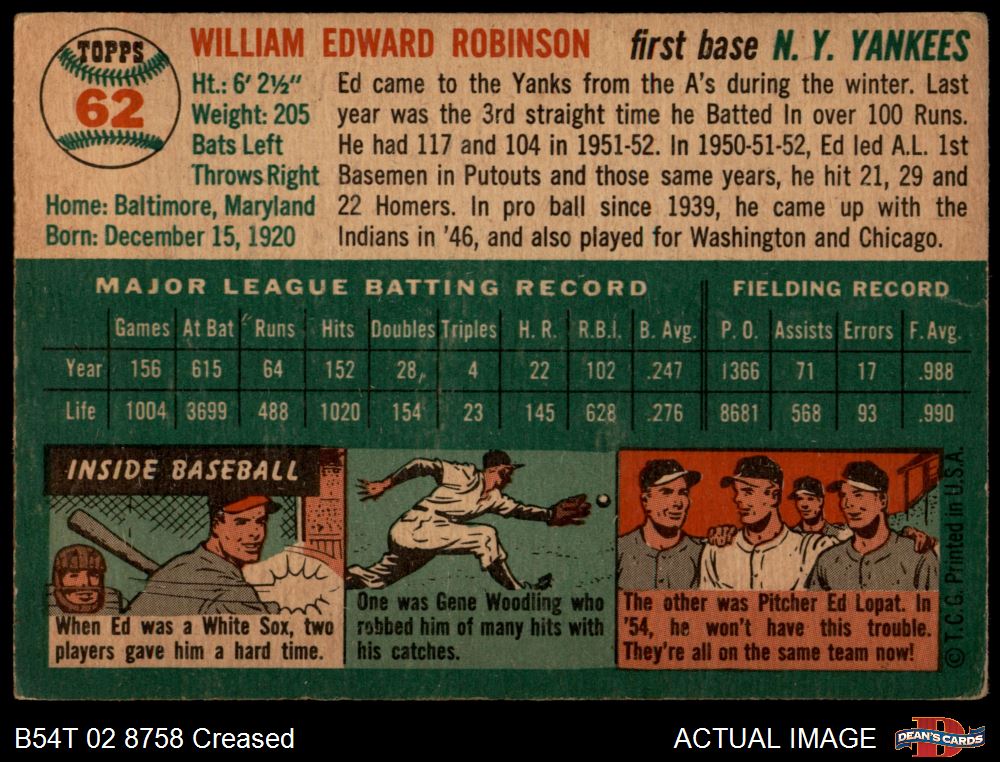 TOPPS
62
WILLIAM EDWARD ROBINSON first base N. Y. YANKEES
Ht.: 6' 2½"
Weight: 205
Bats Left
Throws Right
Home: Baltimore, Maryland
Born: December 15, 1920
Ed came to the Yanks from the A's during the winter. Last
year was the 3rd straight time he Batted In over 100 Runs.
He had 117 and 104 in 1951-52. In 1950-51-52, Ed led A.L. 1st
Basemen in Putouts and those same years, he hit 21, 29 and
22 Homers. In pro ball since 1939, he came up with the
Indians in '46, and also played for Washington and Chicago.
MAJOR LEAGUE BATTING RECORD FIELDING RECORD
Games At Bat Runs Hits Doubles Triples H. R. R.B.I. B. Avg. P. O. Assists Errors F. Avg.
Year 156 615 64 152 28 4 22 102 .247 1366 71 17 .988
Life 1004 3699 488 1020 154 23 145 628 .276 8681 568 93 .990
INSIDE BASEBALL
When Ed was a White Sox, two
players gave him a hard time.
One was Gene Woodling who
robbed him of many hits with
his catches.
The other was Pitcher Ed Lopat. In
'54, he won't have this trouble.
They're all on the same team now!
© T.C.G. Printed in U.S.A.
B54T 02 8758 Creased
ACTUAL IMAGE
DEAN'S CARDS